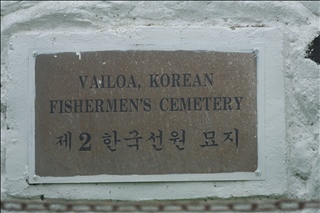 VAILOA, KOREAN
FISHERMEN'S CEMETERY
제2 한국선원 묘지